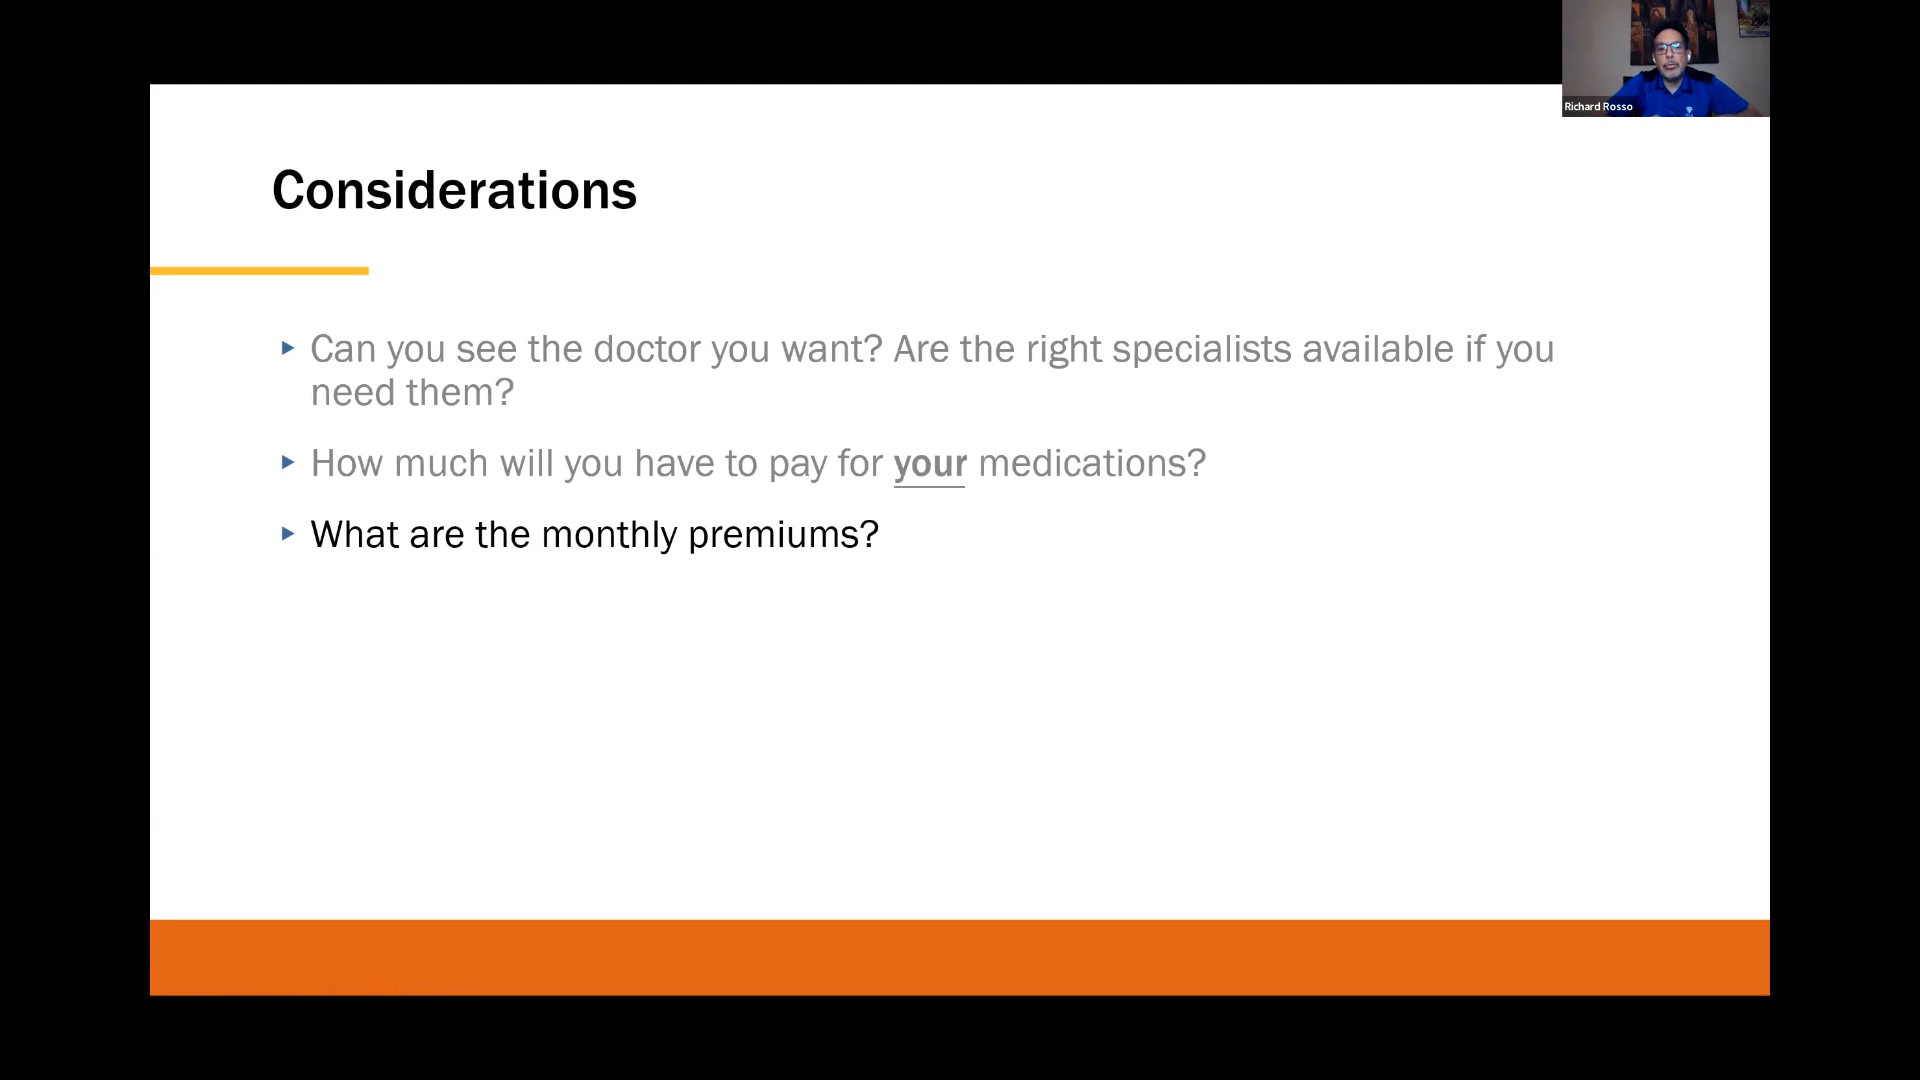 Richard Rosso
Considerations
Can you see the doctor you want? Are the right specialists available if you
need them?
How much will you have to pay for your medications?
What are the monthly premiums?